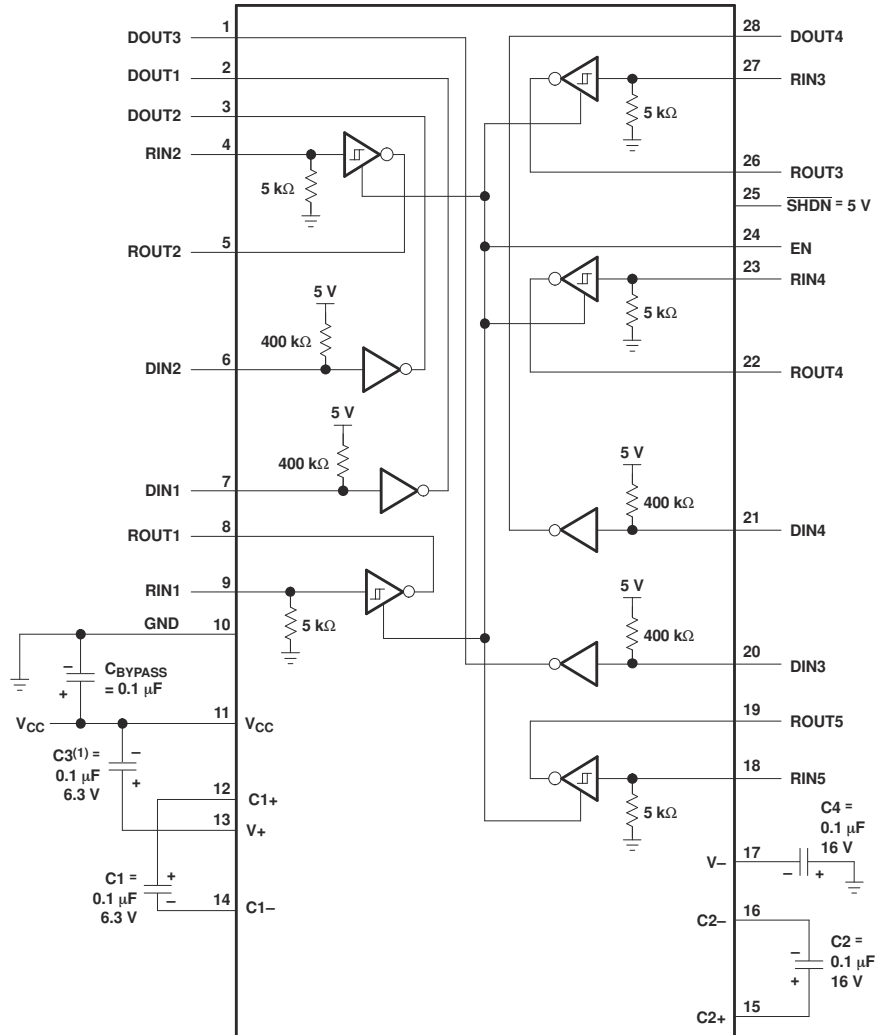 1
DOUT3
2
DOUT1
3
DOUT2
4
RIN2
5 kΩ
5
ROUT2
5 V
400 kΩ
6
DIN2
5 V
400 kΩ
7
DIN1
8
ROUT1
9
RIN1
5 kΩ
GND
10
CBYPASS
= 0.1 μF
–
+
VCC
11
VCC
C3(1) =
0.1 μF
6.3 V
–
+
12
C1+
13
V+
C1 =
0.1 μF
6.3 V
+
–
14
C1–
28
DOUT4
27
RIN3
5 kΩ
26
ROUT3
25
SHDN = 5 V
24
EN
23
RIN4
5 kΩ
22
ROUT4
5 V
400 kΩ
21
DIN4
5 V
400 kΩ
20
DIN3
19
ROUT5
18
RIN5
5 kΩ
C4 =
0.1 μF
16 V
17
V–
– +
16
C2–
C2 =
0.1 μF
16 V
–
+
15
C2+